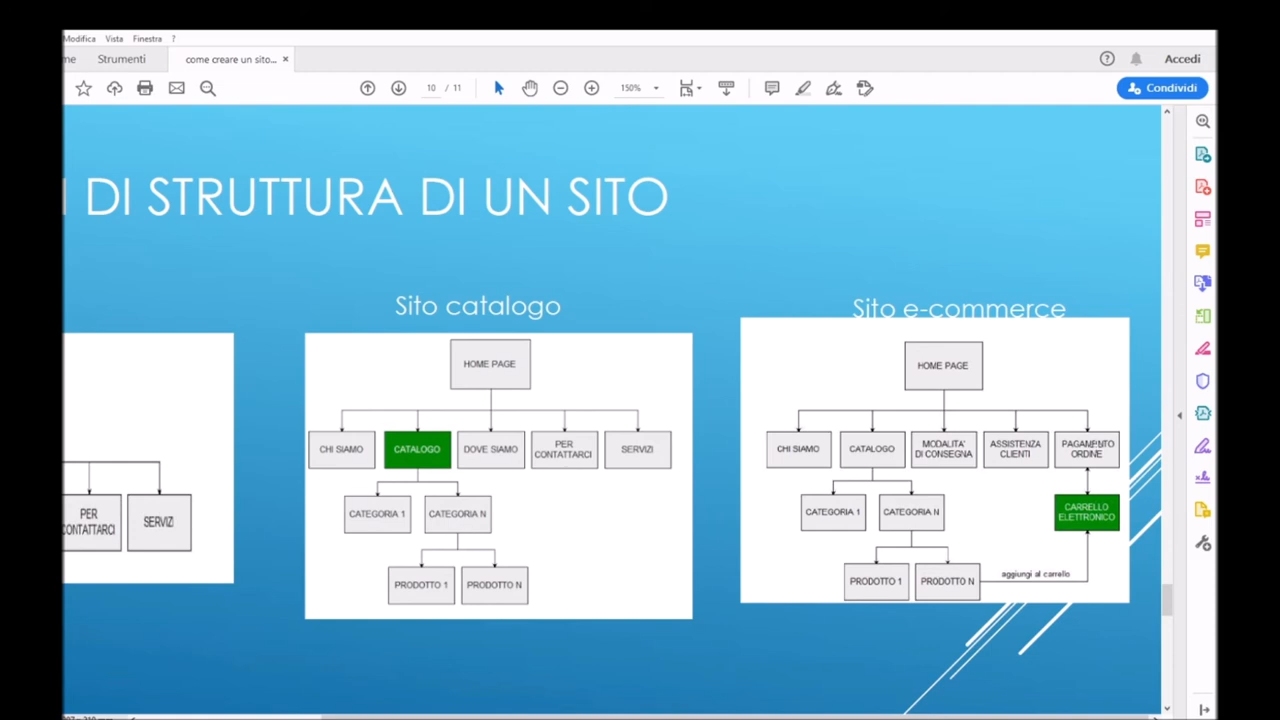 Modifica Vista Finestra ?
me Strumenti come creare un sito... × ? Accedi
10 / 11 150% Condividi
I DI STRUTTURA DI UN SITO
Sito catalogo
Sito e-commerce
PER
CONTATTARCI
SERVIZI
HOME PAGE
CHI SIAMO
CATALOGO
DOVE SIAMO
PER
CONTATTARCI
SERVIZI
CATEGORIA 1
CATEGORIA N
PRODOTTO 1
PRODOTTO N
HOME PAGE
CHI SIAMO
CATALOGO
MODALITA'
DI CONSEGNA
ASSISTENZA
CLIENTI
PAGAMENTO
ORDINE
CATEGORIA 1
CATEGORIA N
CARRELLO
ELETTRONICO
PRODOTTO 1
PRODOTTO N
aggiungi al carrello